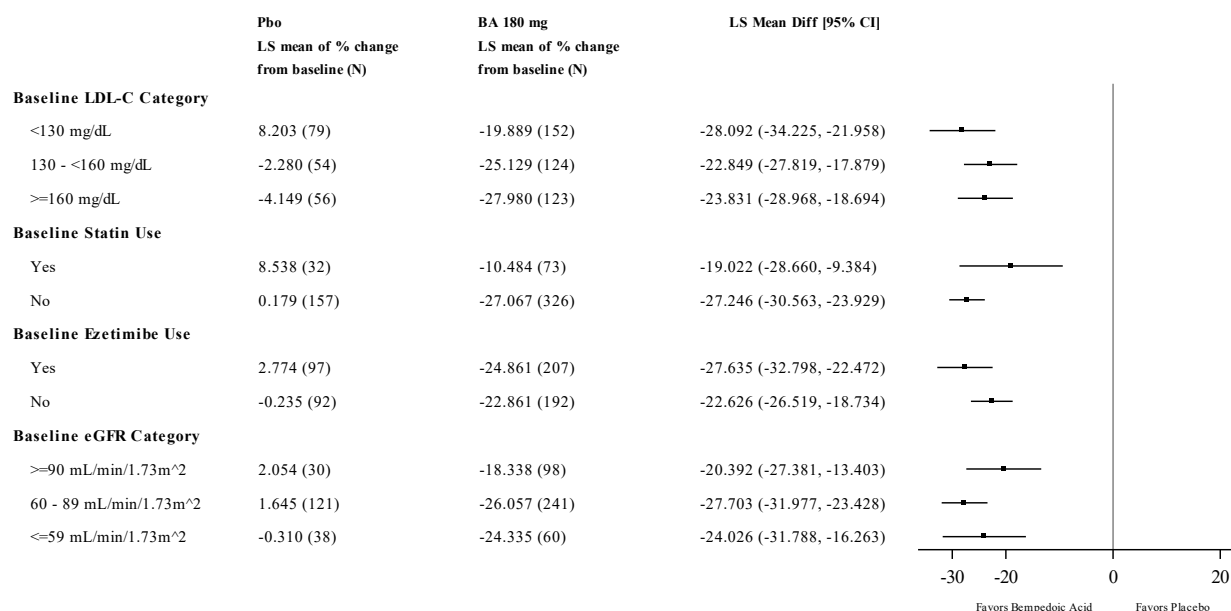 Pbo BA 180 mg LS Mean Diff [95% CI]
LS mean of % change LS mean of % change
from baseline (N) from baseline (N)
Baseline LDL-C Category
<130 mg/dL 8.203 (79) -19.889 (152) -28.092 (-34.225, -21.958)
130 - <160 mg/dL -2.280 (54) -25.129 (124) -22.849 (-27.819, -17.879)
>=160 mg/dL -4.149 (56) -27.980 (123) -23.831 (-28.968, -18.694)
Baseline Statin Use
Yes 8.538 (32) -10.484 (73) -19.022 (-28.660, -9.384)
No 0.179 (157) -27.067 (326) -27.246 (-30.563, -23.929)
Baseline Ezetimibe Use
Yes 2.774 (97) -24.861 (207) -27.635 (-32.798, -22.472)
No -0.235 (92) -22.861 (192) -22.626 (-26.519, -18.734)
Baseline eGFR Category
>=90 mL/min/1.73m^2 2.054 (30) -18.338 (98) -20.392 (-27.381, -13.403)
60 - 89 mL/min/1.73m^2 1.645 (121) -26.057 (241) -27.703 (-31.977, -23.428)
<=59 mL/min/1.73m^2 -0.310 (38) -24.335 (60) -24.026 (-31.788, -16.263)
-30 -20 0 20
Favors Bempedoic Acid Favors Placebo